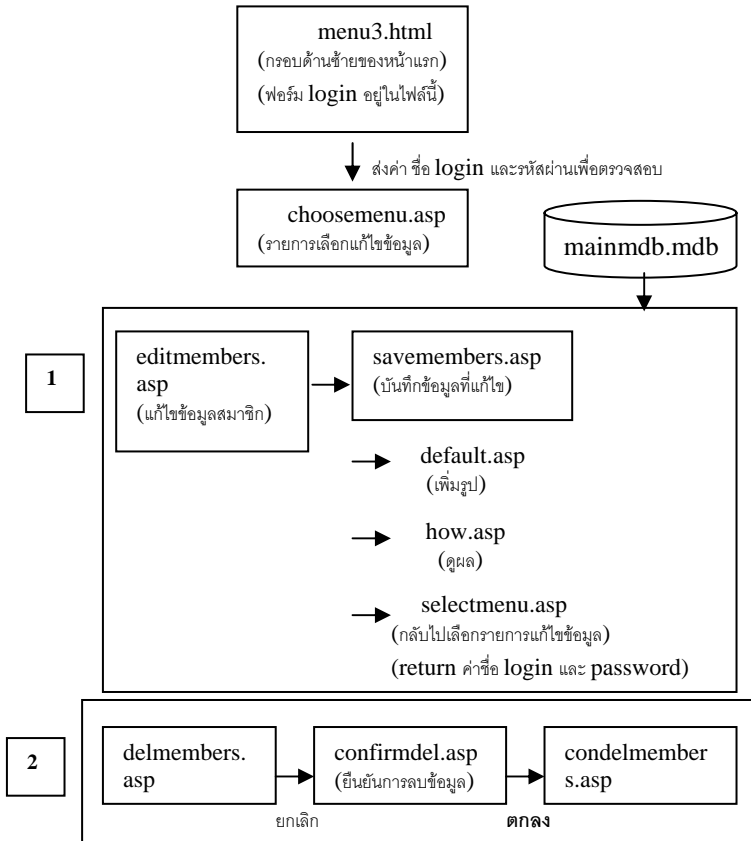 menu3.html
(กรอบด้านซ้ายของหน้าแรก)
(ฟอร์ม login อยู่ในไฟล์นี้)
ส่งค่า ชื่อ login และรหัสผ่านเพื่อตรวจสอบ
choosemenu.asp
(รายการเลือกแก้ไขข้อมูล)
mainmdb.mdb
1
editmembers.
asp
(แก้ไขข้อมูลสมาชิก)
savemembers.asp
(บันทึกข้อมูลที่แก้ไข)
default.asp
(เพิ่มรูป)
how.asp
(ดูผล)
selectmenu.asp
(กลับไปเลือกรายการแก้ไขข้อมูล)
(return ค่าชื่อ login และ password)
2
delmembers.
asp
confirmdel.asp
(ยืนยันการลบข้อมูล)
condelmember
s.asp
ยกเลิก
ตกลง